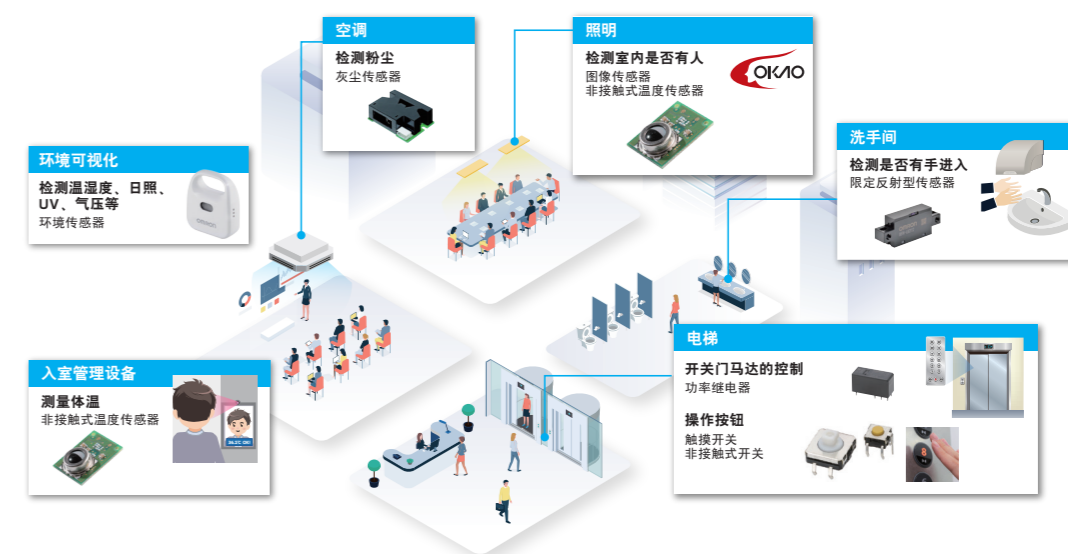 空调
检测粉尘
灰尘传感器
照明
检测室内是否有人
图像传感器
非接触式温度传感器
OKAO
洗手间
检测是否有手进入
限定反射型传感器
环境可视化
检测温湿度、日照、
UV、气压等
环境传感器
入室管理设备
测量体温
非接触式温度传感器
36.2℃ OK!
电梯
开关门马达的控制
功率继电器
操作按钮
触摸开关
非接触式开关
8